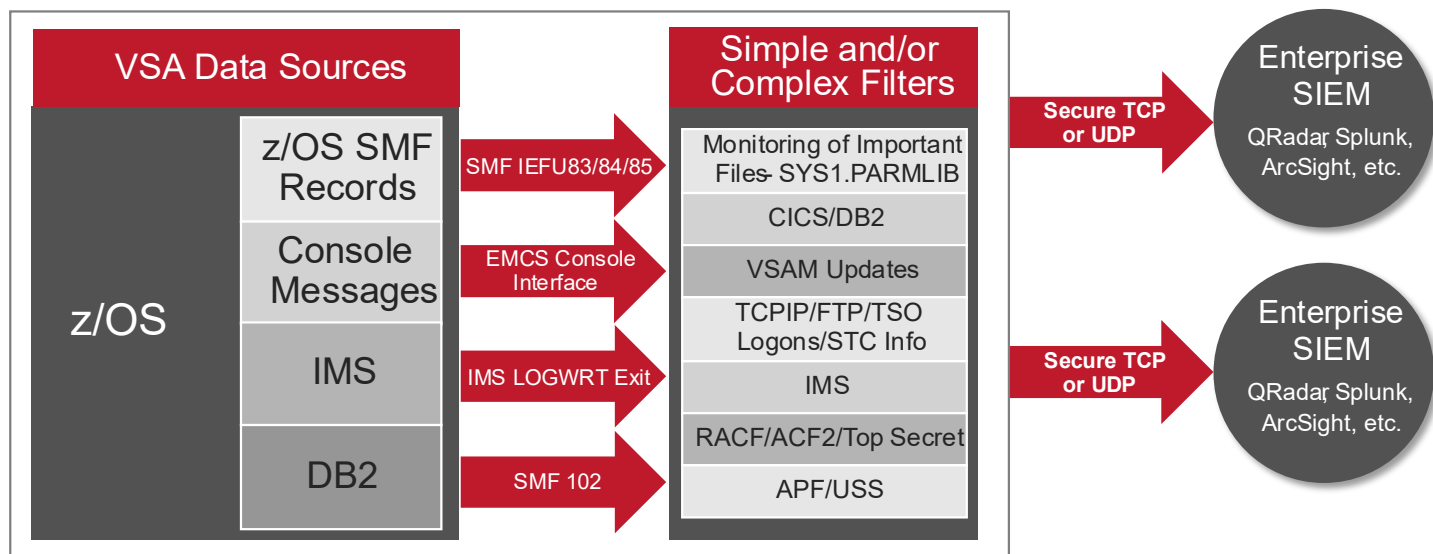 VSA Data Sources
z/OS
z/OS SMF
Records
Console
Messages
IMS
DB2
SMF IEFU83/84/85
EMCS Console
Interface
IMS LOGWRT Exit
SMF 102
Simple and/or
Complex Filters
Monitoring of Important
Files- SYS1.PARMLIB
CICS/DB2
VSAM Updates
TCPIP/FTP/TSO
Logons/STC Info
IMS
RACF/ACF2/Top Secret
APF/USS
Secure TCP
or UDP
Enterprise
SIEM
QRadar, Splunk,
ArcSight, etc.
Secure TCP
or UDP
Enterprise
SIEM
QRadar, Splunk,
ArcSight, etc.